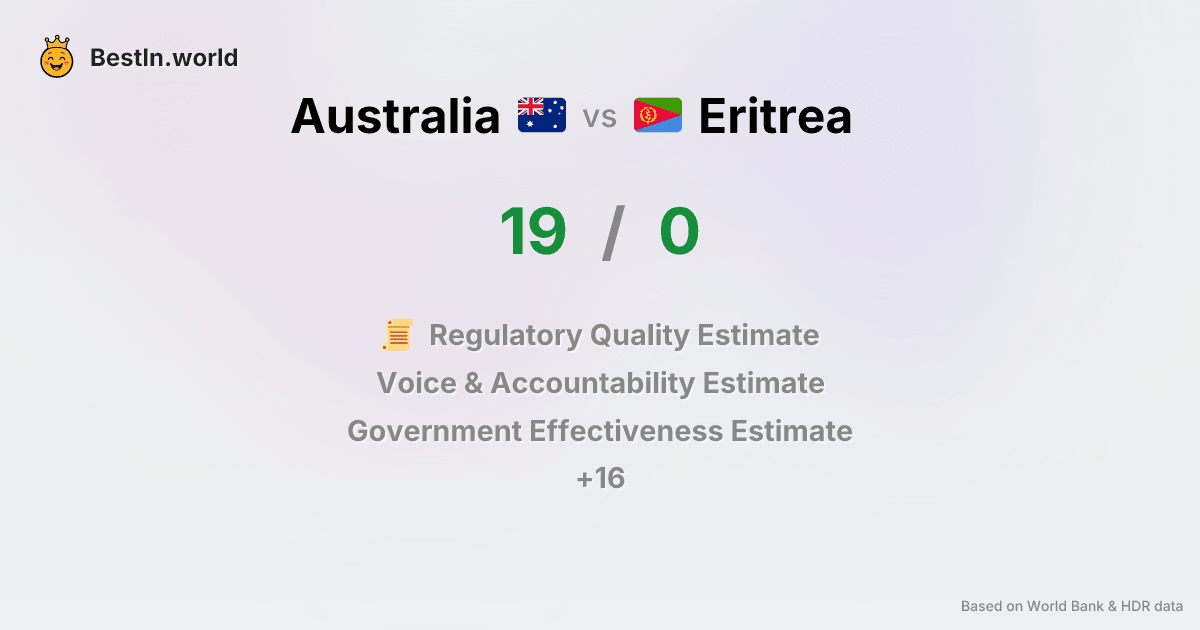 BestIn.world
Australia vs Eritrea
19 / 0
Regulatory Quality Estimate
Voice & Accountability Estimate
Government Effectiveness Estimate
+16
Based on World Bank & HDR data